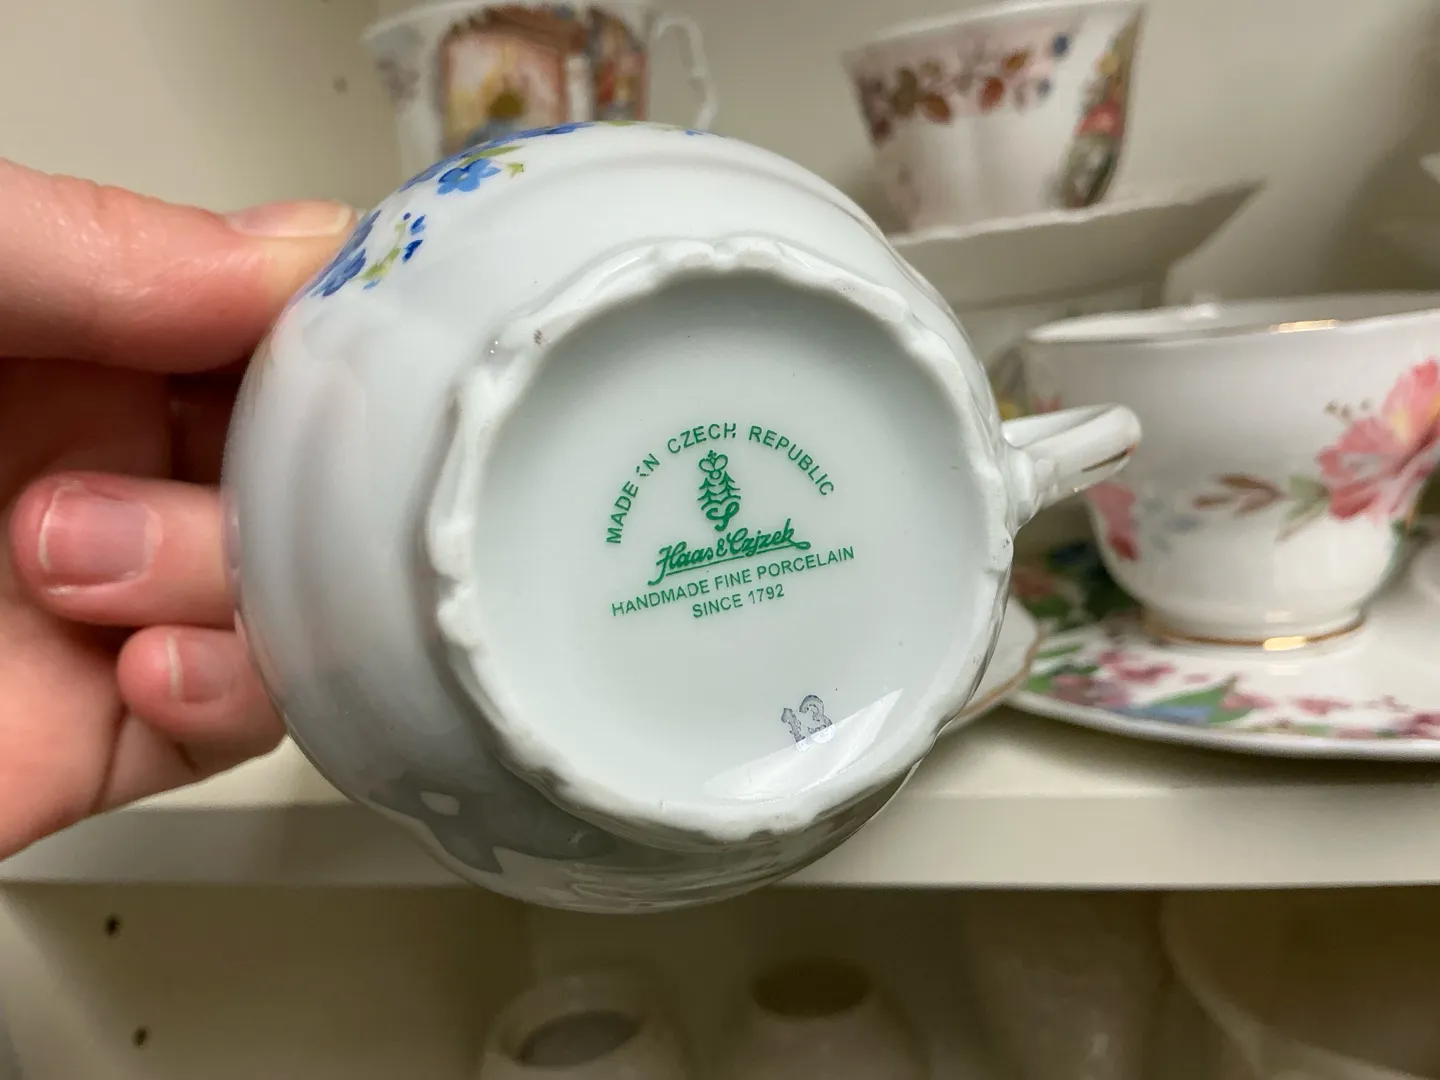 MADE IN CZECH REPUBLIC
S
Haas & Czjzek
HANDMADE FINE PORCELAIN
SINCE 1792
13